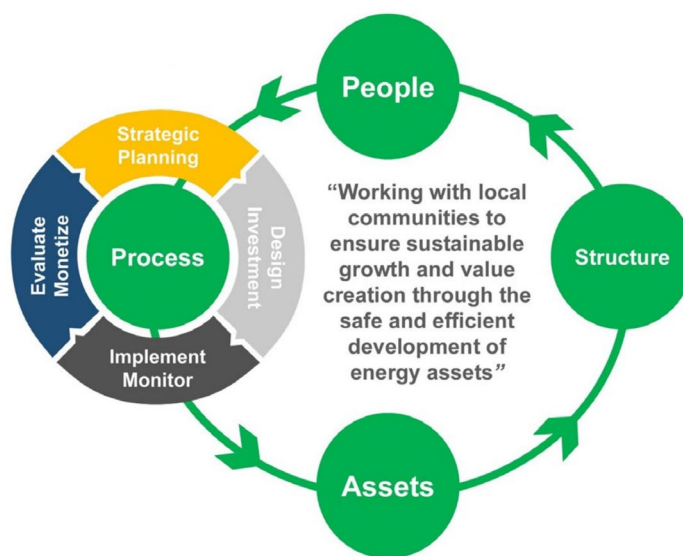 People
Strategic
Planning
Evaluate
Monetize
Process
Design
Investment
Implement
Monitor
“Working with local
communities to
ensure sustainable
growth and value
creation through the
safe and efficient
development of
energy assets”
Structure
Assets